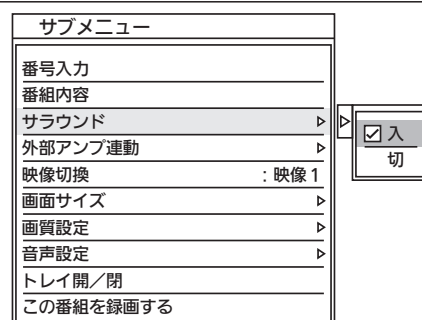 サブメニュー
番号入力
番組内容
サラウンド
外部アンプ連動
映像切換 : 映像1
画面サイズ
画質設定
音声設定
トレイ開／閉
この番組を録画する
入
切